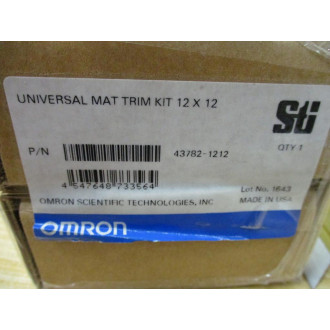 UNIVERSAL MAT TRIM KIT 12 X 12
Sti
P/N 43782-1212 QTY 1
4 547648 733564
Lot No. 1643
OMRON SCIENTIFIC TECHNOLOGIES, INC MADE IN USA
OMRON